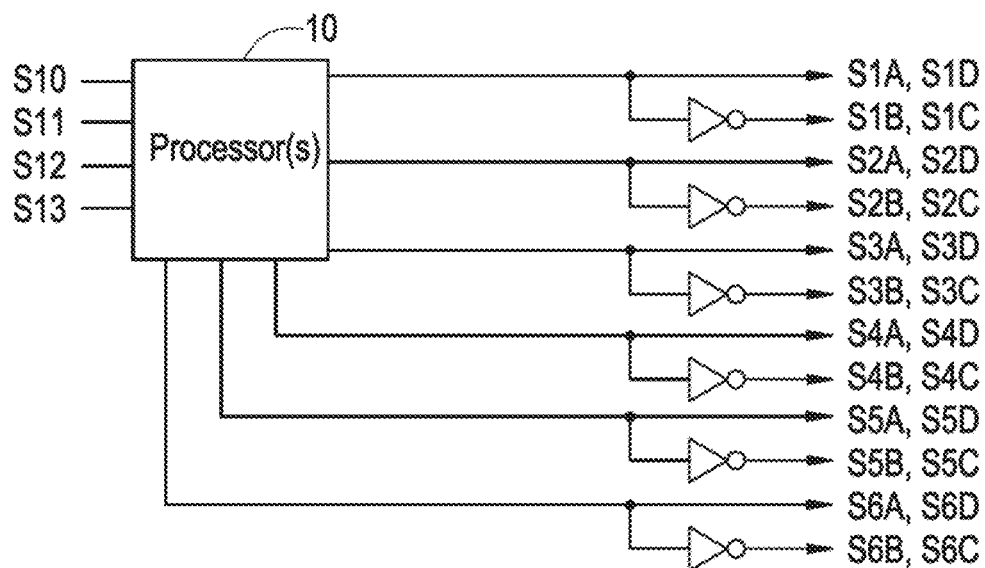 10
S10
S11
S12
S13
Processor(s)
S1A, S1D
S1B, S1C
S2A, S2D
S2B, S2C
S3A, S3D
S3B, S3C
S4A, S4D
S4B, S4C
S5A, S5D
S5B, S5C
S6A, S6D
S6B, S6C